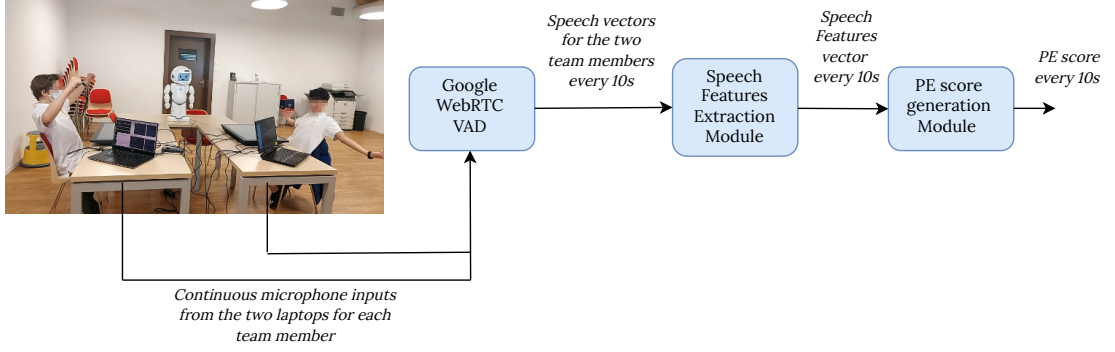 Google
WebRTC
VAD
Speech vectors
for the two
team members
every 10s
Speech
Features
Extraction
Module
Speech
Features
vector
every 10s
PE score
generation
Module
PE score
every 10s
Continuous microphone inputs
from the two laptops for each
team member